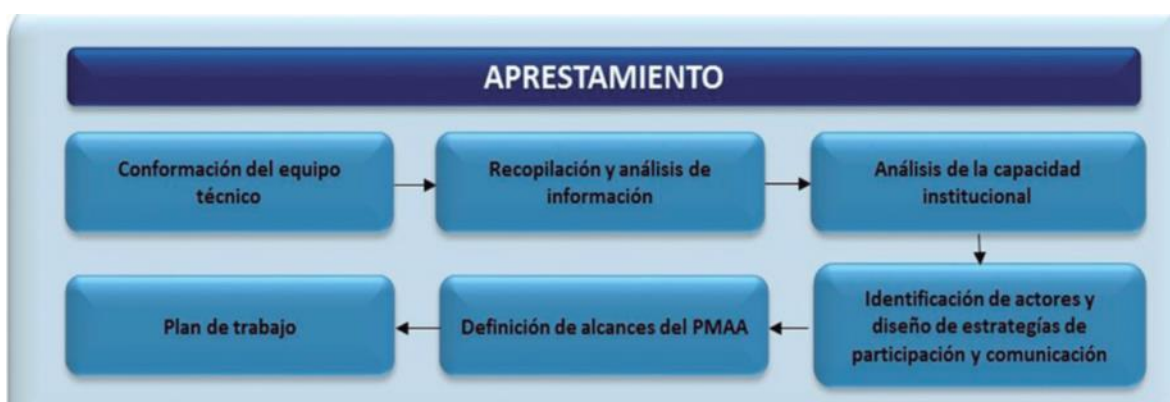 APRESTAMIENTO
Conformación del equipo
técnico
Recopilación y análisis de
información
Análisis de la capacidad
institucional
Identificación de actores y
diseño de estrategías de
participación y comunicación
Definición de alcances del PMAA
Plan de trabajo